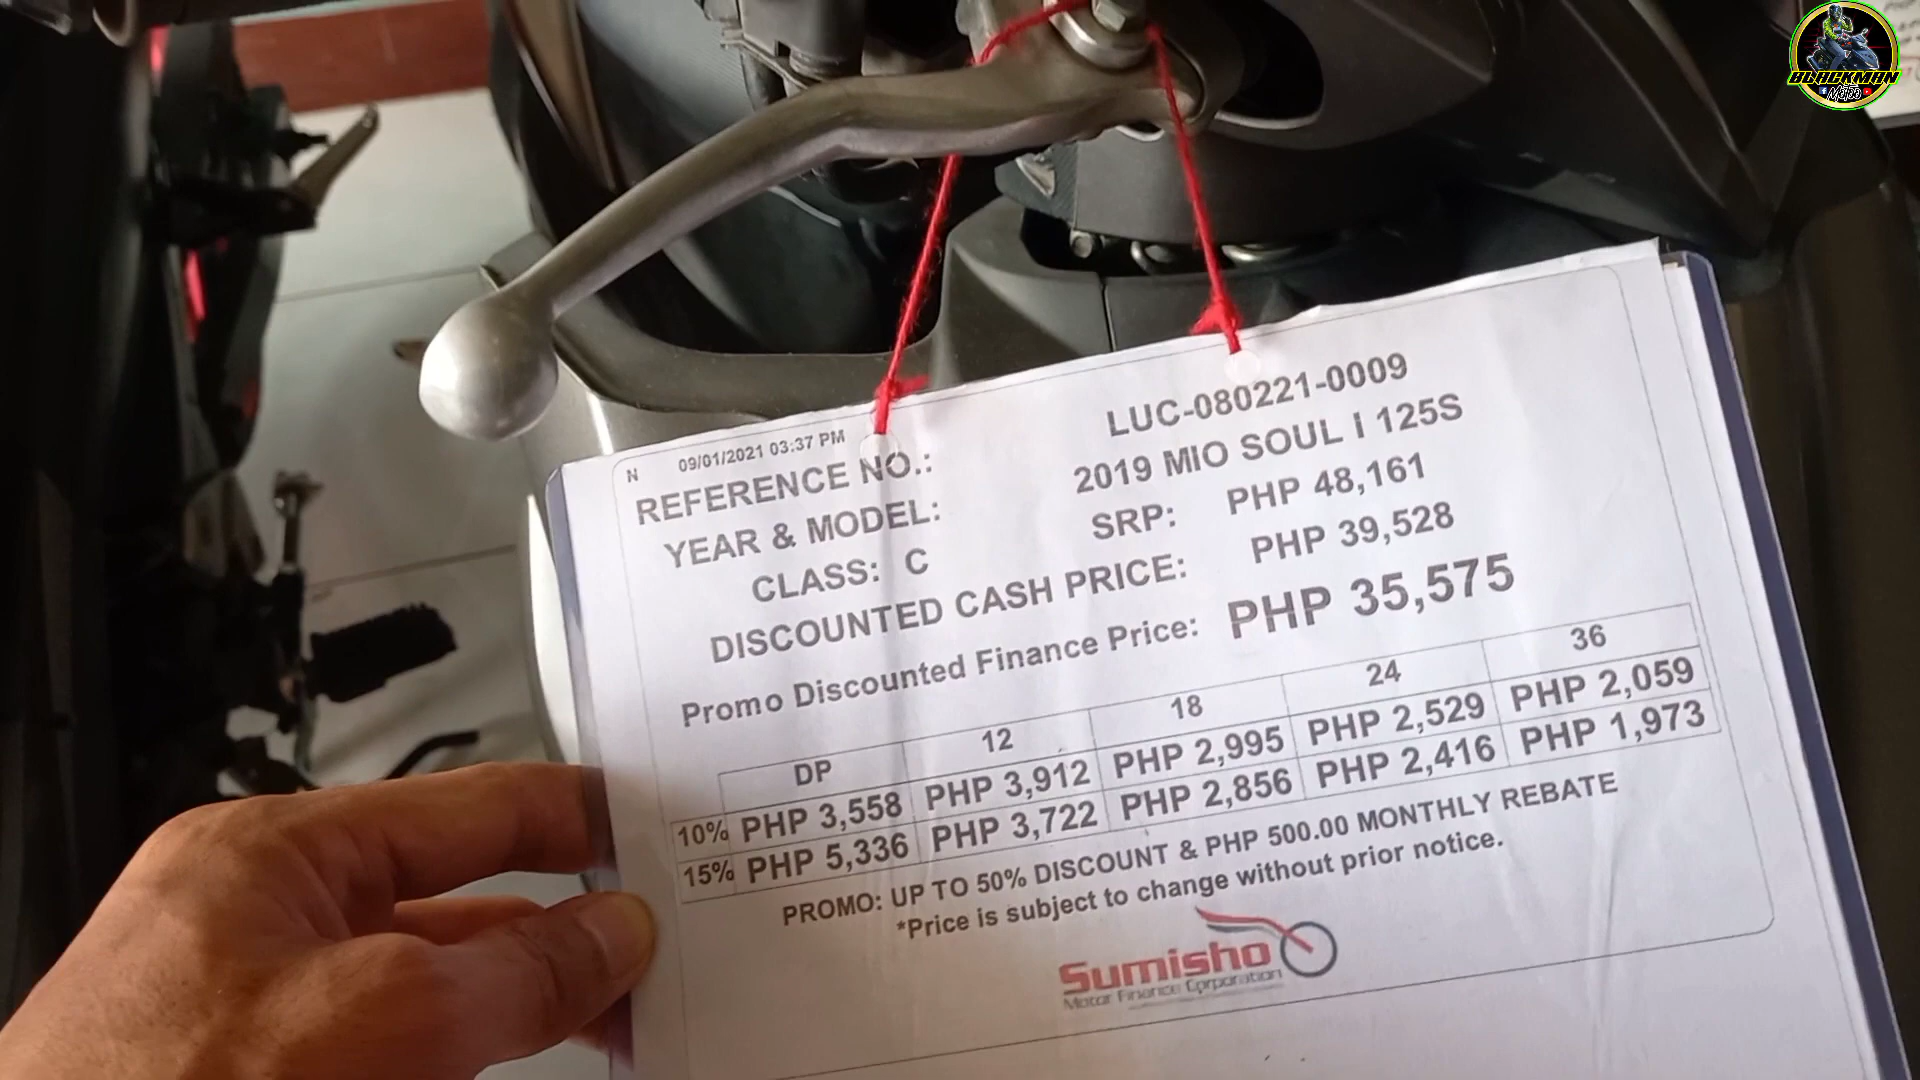 BLACKMAN
MOTO
N 09/01/2021 03:37 PM
REFERENCE NO.: LUC-080221-0009
YEAR & MODEL: 2019 MIO SOUL I 125S
CLASS: C SRP: PHP 48,161
DISCOUNTED CASH PRICE: PHP 39,528
Promo Discounted Finance Price: PHP 35,575
DP 12 18 24 36
10% PHP 3,558 PHP 3,912 PHP 2,995 PHP 2,529 PHP 2,059
15% PHP 5,336 PHP 3,722 PHP 2,856 PHP 2,416 PHP 1,973
PROMO: UP TO 50% DISCOUNT & PHP 500.00 MONTHLY REBATE
*Price is subject to change without prior notice.
Sumisho
Motor Finance Corporation